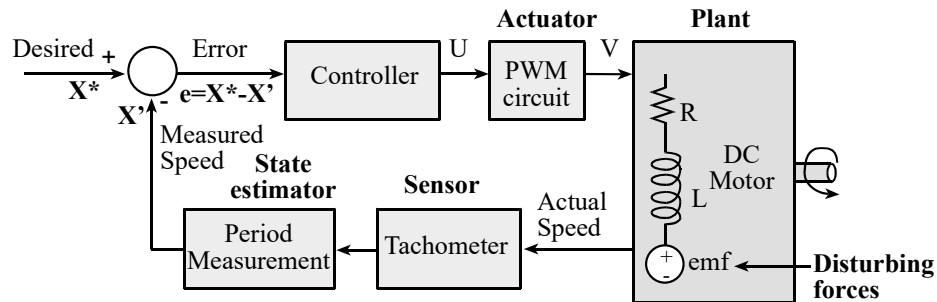 Actuator
Plant
Desired
+
Error
U
V
X*
X'
-
e=X*-X'
Controller
PWM
circuit
R
L
DC
Motor
+
-
emf
Disturbing
forces
Measured
Speed
State
estimator
Sensor
Actual
Speed
Period
Measurement
Tachometer